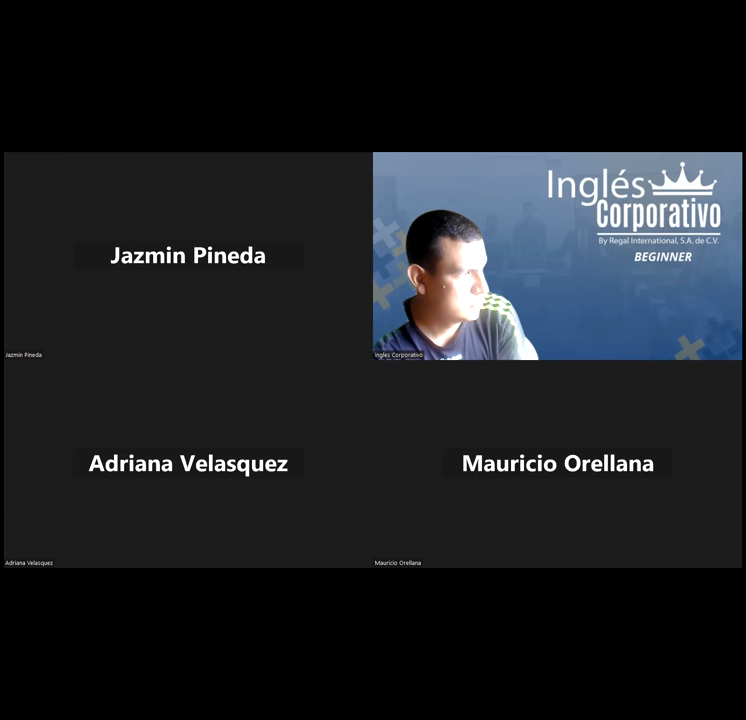 Jazmin Pineda
Jazmin Pineda
Inglés
Corporativo
By Regal International, S.A. de C.V.
BEGINNER
Inglés Corporativo
Adriana Velasquez
Adriana Velasquez
Mauricio Orellana
Mauricio Orellana